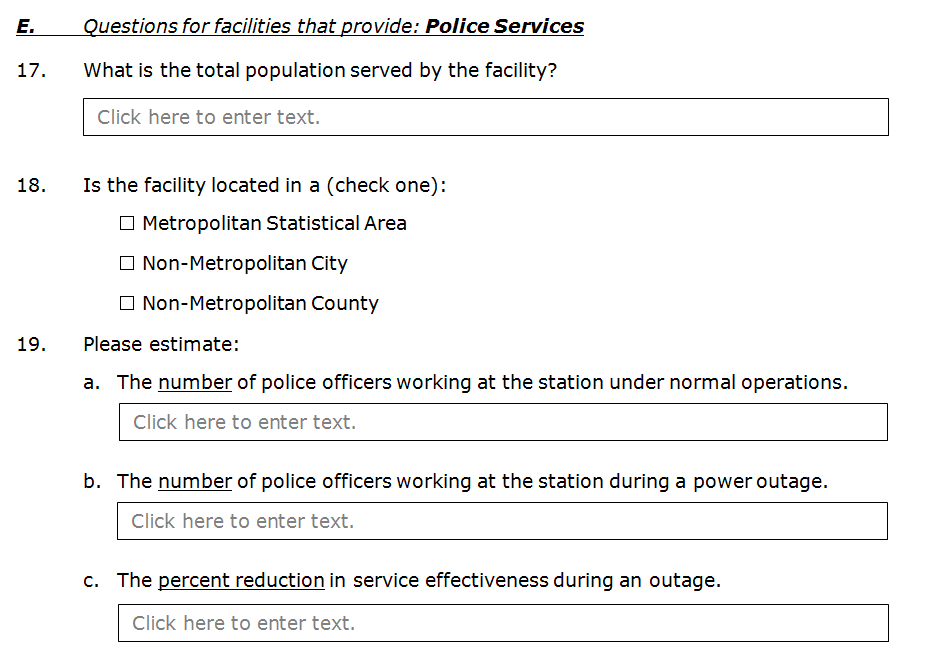 E. Questions for facilities that provide: Police Services
17. What is the total population served by the facility?
Click here to enter text.
18. Is the facility located in a (check one):
☐ Metropolitan Statistical Area
☐ Non-Metropolitan City
☐ Non-Metropolitan County
19. Please estimate:
a. The number of police officers working at the station under normal operations.
Click here to enter text.
b. The number of police officers working at the station during a power outage.
Click here to enter text.
c. The percent reduction in service effectiveness during an outage.
Click here to enter text.